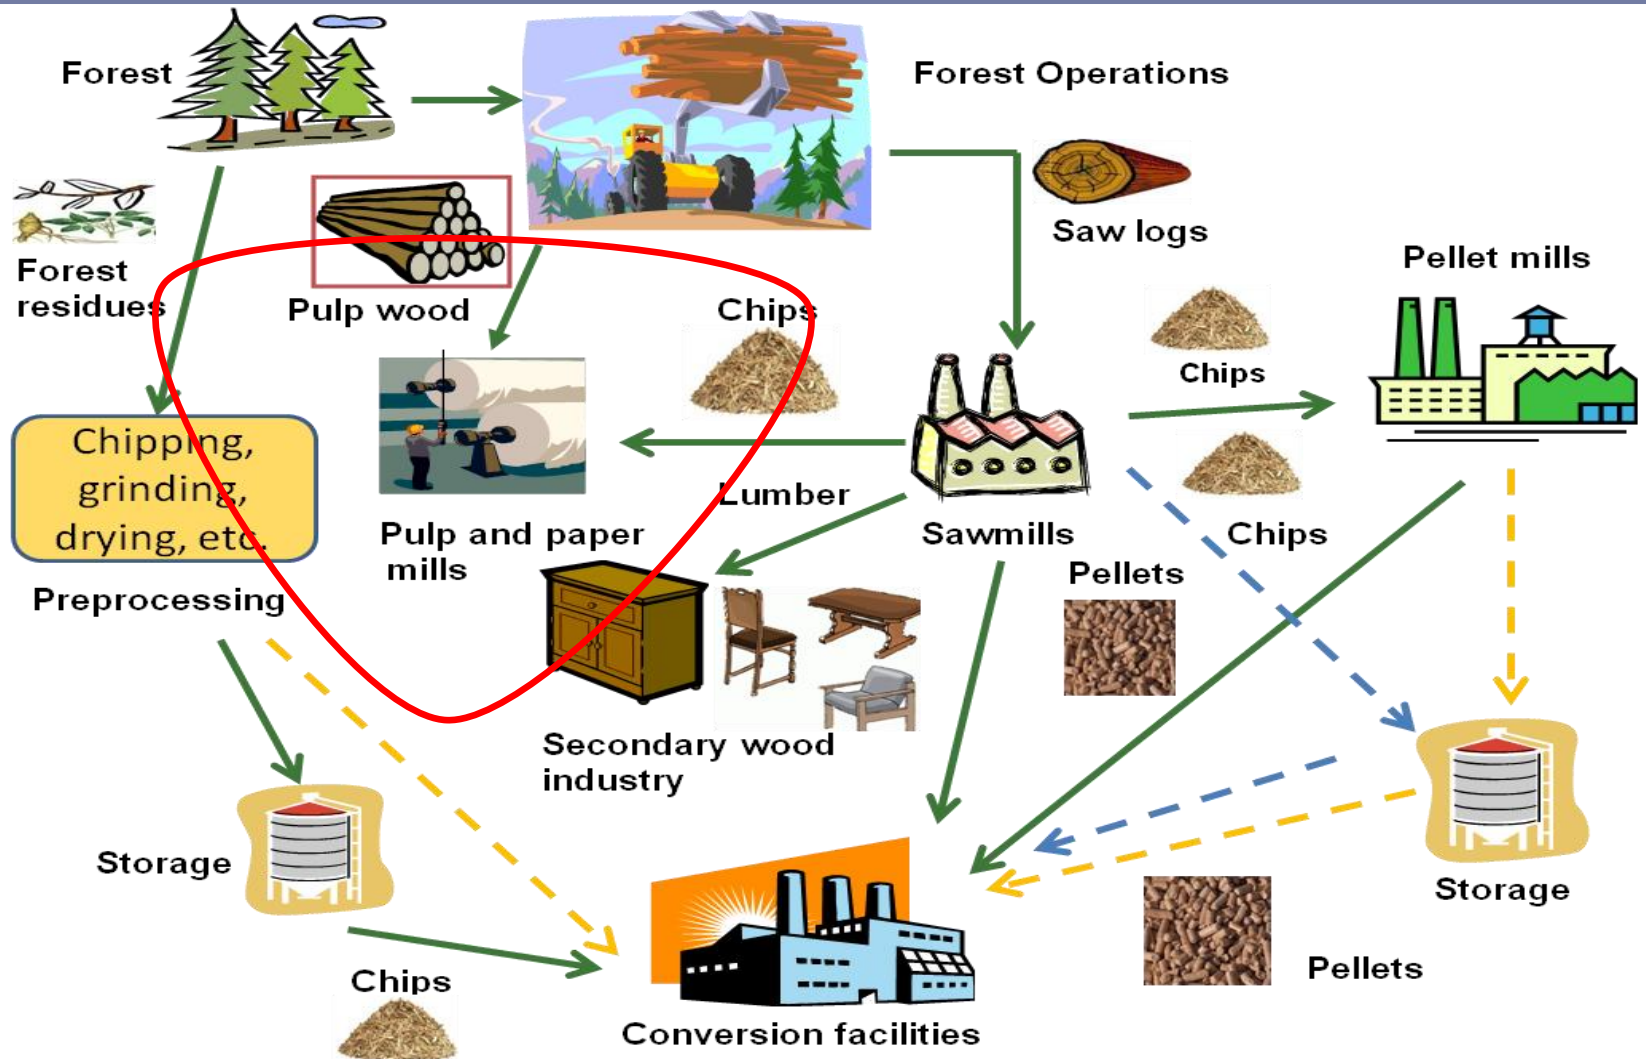 Forest
Forest Operations
Saw logs
Forest
residues
Pulp wood
Chips
Pellet mills
Chips
Chipping,
grinding,
drying, etc.
Lumber
Pulp and paper
mills
Sawmills
Chips
Pellets
Preprocessing
Secondary wood
industry
Storage
Storage
Chips
Pellets
Conversion facilities